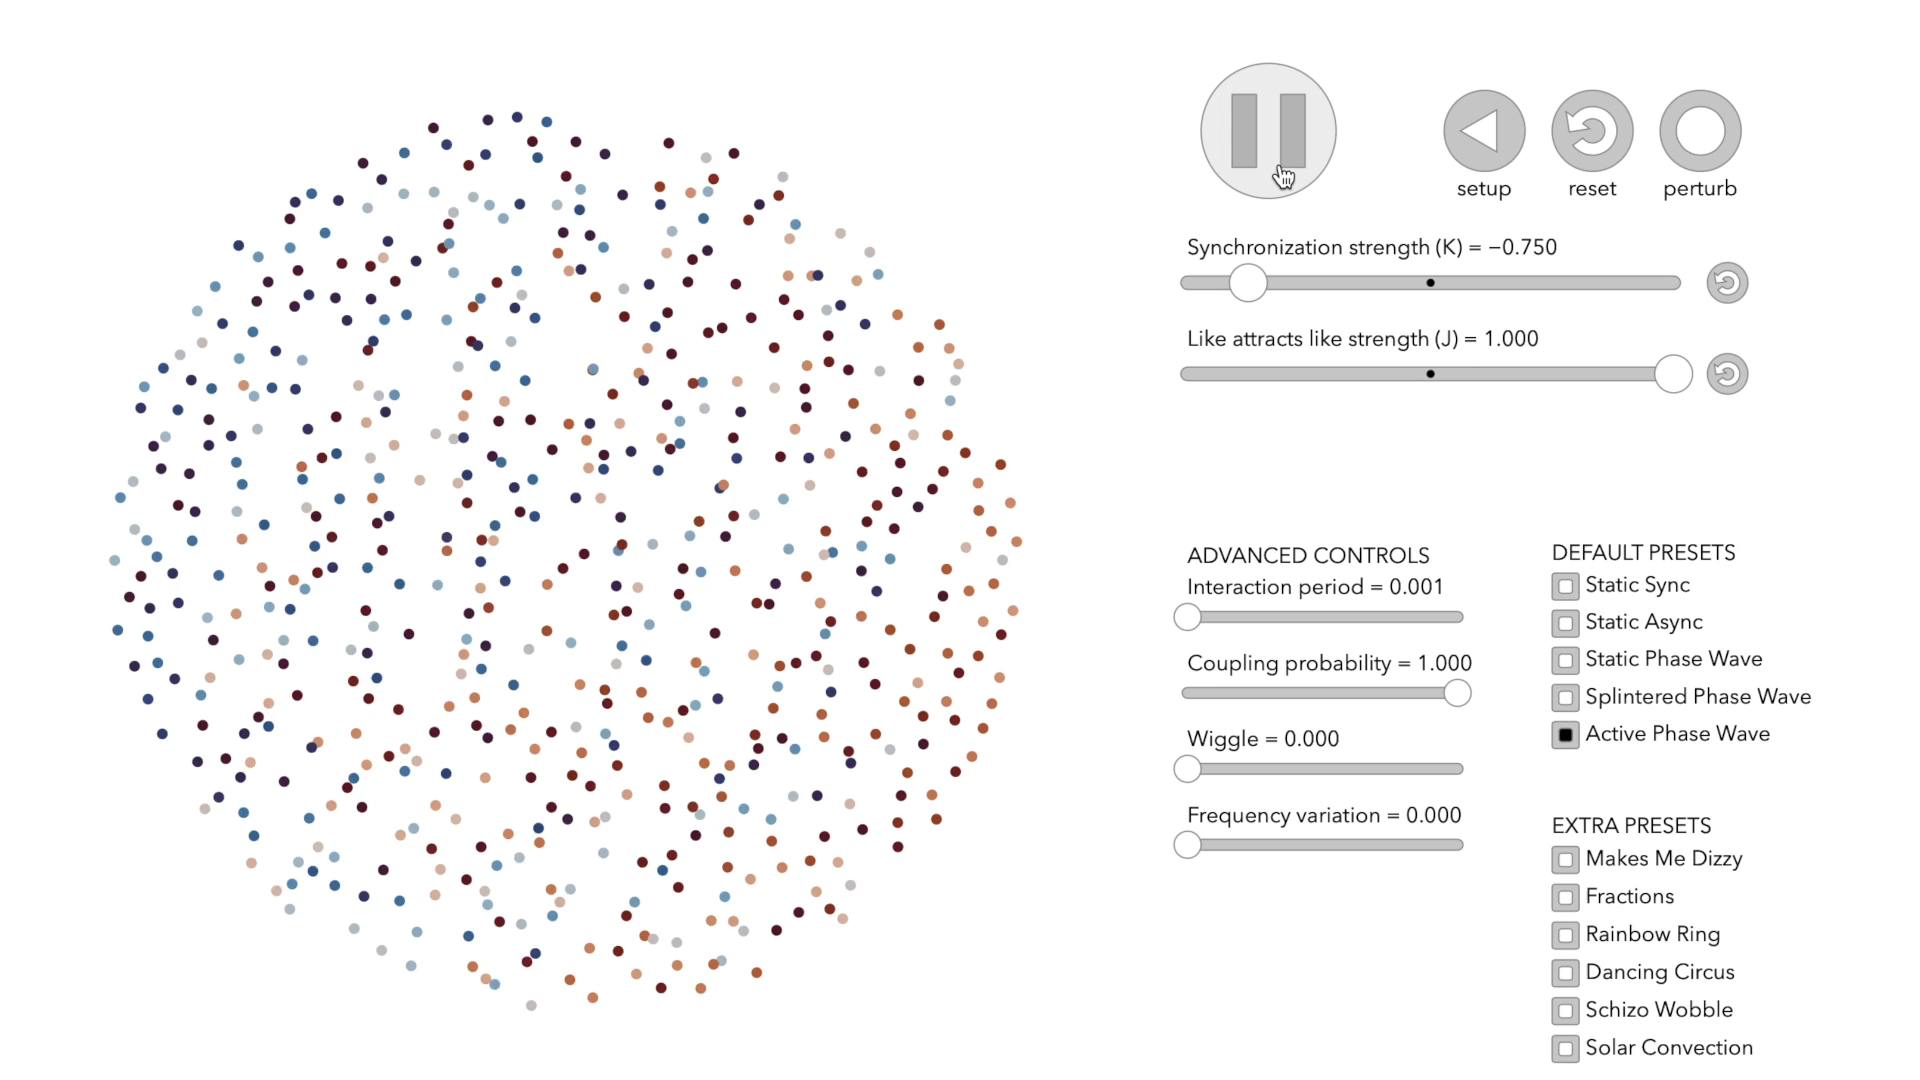 setup
reset
perturb
Synchronization strength (K) = −0.750
Like attracts like strength (J) = 1.000
ADVANCED CONTROLS
Interaction period = 0.001
Coupling probability = 1.000
Wiggle = 0.000
Frequency variation = 0.000
DEFAULT PRESETS
Static Sync
Static Async
Static Phase Wave
Splintered Phase Wave
Active Phase Wave
EXTRA PRESETS
Makes Me Dizzy
Fractions
Rainbow Ring
Dancing Circus
Schizo Wobble
Solar Convection